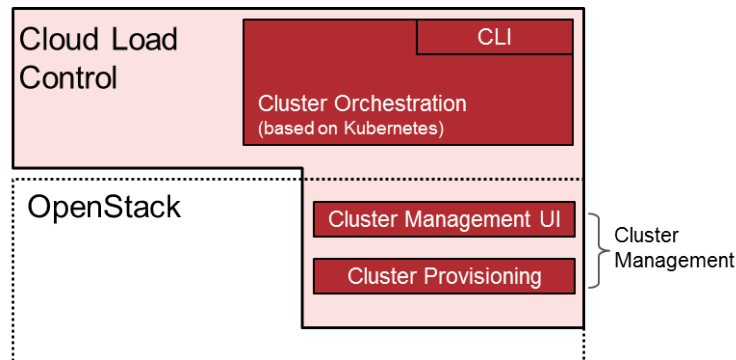 Cloud Load
Control
CLI
Cluster Orchestration
(based on Kubernetes)
OpenStack
Cluster Management UI
Cluster Provisioning
Cluster
Management